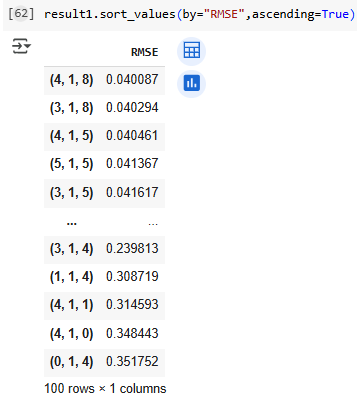 [62] result1.sort_values(by="RMSE",ascending=True)
RMSE
(4, 1, 8) 0.040087
(3, 1, 8) 0.040294
(4, 1, 5) 0.040461
(5, 1, 5) 0.041367
(3, 1, 5) 0.041617
... ...
(3, 1, 4) 0.239813
(1, 1, 4) 0.308719
(4, 1, 1) 0.314593
(4, 1, 0) 0.348443
(0, 1, 4) 0.351752
100 rows × 1 columns